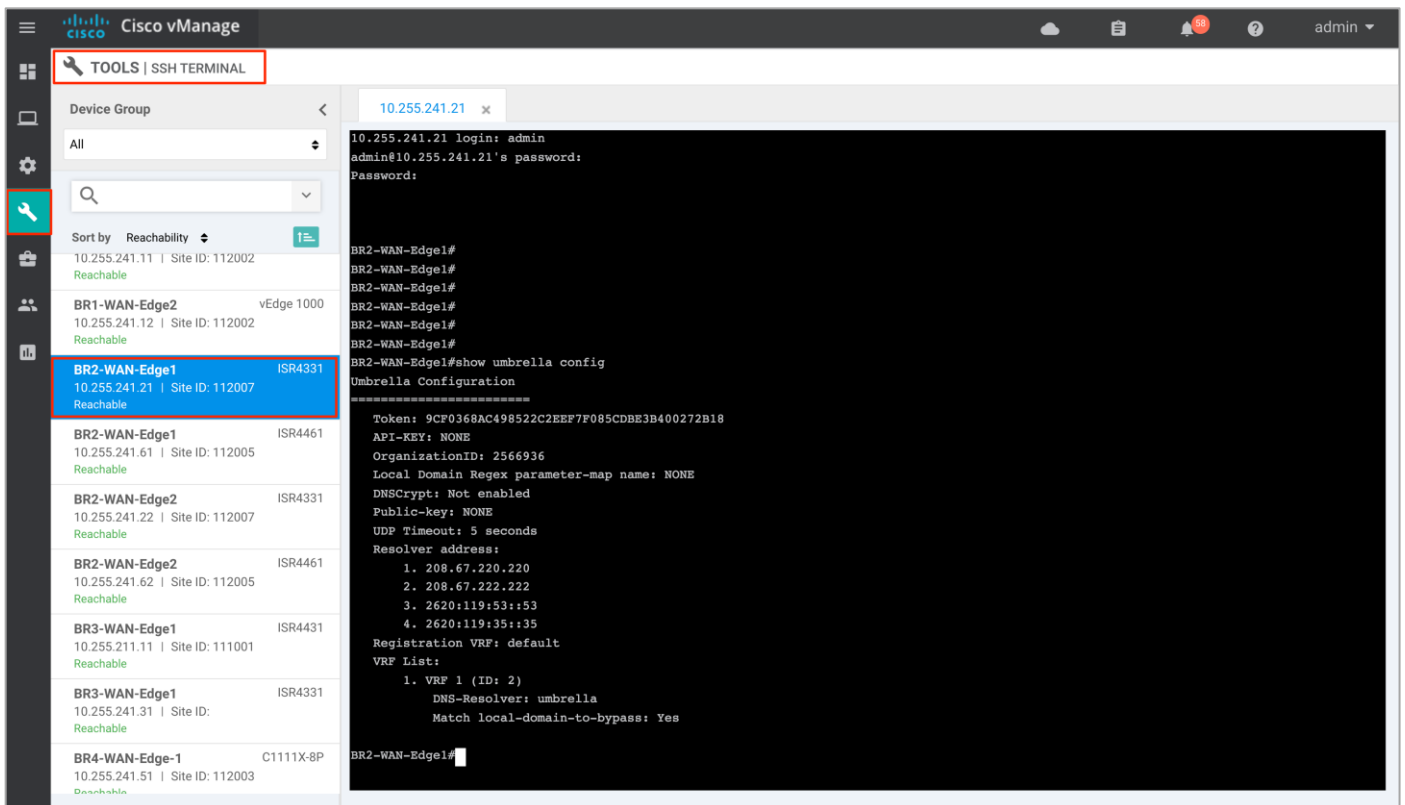 cisco Cisco vManage
58
admin
TOOLS | SSH TERMINAL
Device Group
All
Sort by Reachability
10.255.241.11 | Site ID: 112002
Reachable
BR1-WAN-Edge2 vEdge 1000
10.255.241.12 | Site ID: 112002
Reachable
BR2-WAN-Edge1 ISR4331
10.255.241.21 | Site ID: 112007
Reachable
BR2-WAN-Edge1 ISR4461
10.255.241.61 | Site ID: 112005
Reachable
BR2-WAN-Edge2 ISR4331
10.255.241.22 | Site ID: 112007
Reachable
BR2-WAN-Edge2 ISR4461
10.255.241.62 | Site ID: 112005
Reachable
BR3-WAN-Edge1 ISR4431
10.255.211.11 | Site ID: 111001
Reachable
BR3-WAN-Edge1 ISR4331
10.255.241.31 | Site ID:
Reachable
BR4-WAN-Edge-1 C1111X-8P
10.255.241.51 | Site ID: 112003
Reachable
10.255.241.21 x
10.255.241.21 login: admin
admin@10.255.241.21's password:
Password:
BR2-WAN-Edge1#
BR2-WAN-Edge1#
BR2-WAN-Edge1#
BR2-WAN-Edge1#
BR2-WAN-Edge1#
BR2-WAN-Edge1#
BR2-WAN-Edge1#show umbrella config
Umbrella Configuration
========================
Token: 9CF0368AC498522C2EEF7F085CDBE3B400272B18
API-KEY: NONE
OrganizationID: 2566936
Local Domain Regex parameter-map name: NONE
DNSCrypt: Not enabled
Public-key: NONE
UDP Timeout: 5 seconds
Resolver address:
1. 208.67.220.220
2. 208.67.222.222
3. 2620:119:53::53
4. 2620:119:35::35
Registration VRF: default
VRF List:
1. VRF 1 (ID: 2)
DNS-Resolver: umbrella
Match local-domain-to-bypass: Yes
BR2-WAN-Edge1#